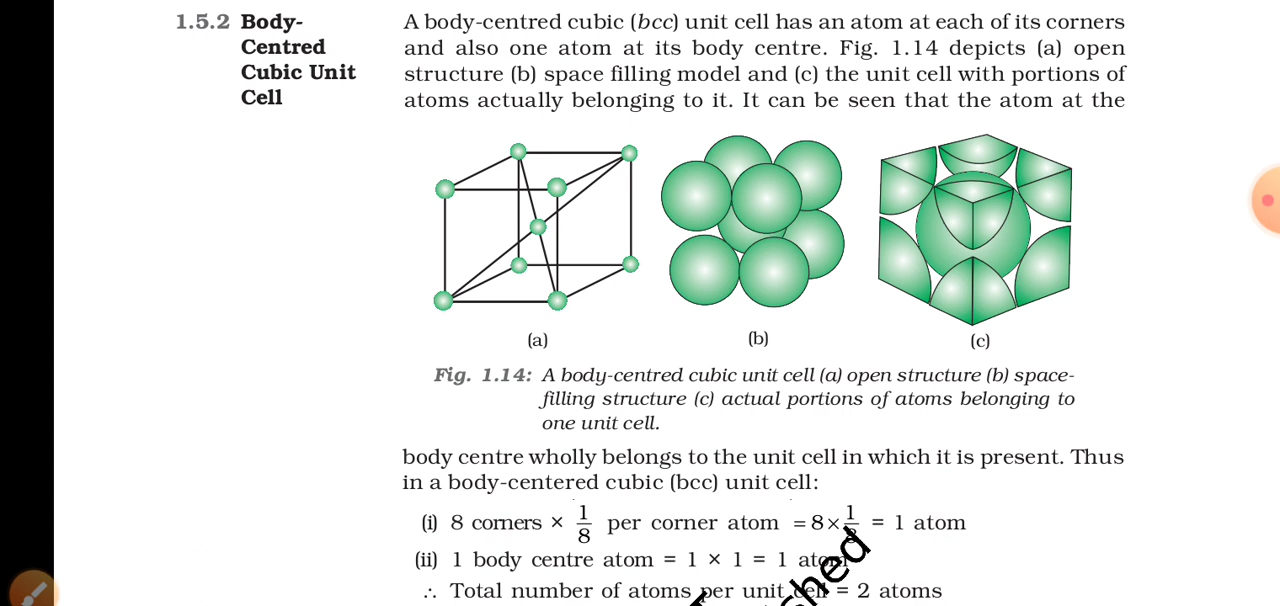 1.5.2 Body-
Centred
Cubic Unit
Cell
A body-centred cubic (bcc) unit cell has an atom at each of its corners
and also one atom at its body centre. Fig. 1.14 depicts (a) open
structure (b) space filling model and (c) the unit cell with portions of
atoms actually belonging to it. It can be seen that the atom at the
(a) (b) (c)
Fig. 1.14: A body-centred cubic unit cell (a) open structure (b) space-
filling structure (c) actual portions of atoms belonging to
one unit cell.
body centre wholly belongs to the unit cell in which it is present. Thus
in a body-centered cubic (bcc) unit cell:
(i) 8 corners × 1/8 per corner atom = 8 × 1/8 = 1 atom
(ii) 1 body centre atom = 1 × 1 = 1 atom
∴ Total number of atoms per unit cell = 2 atoms